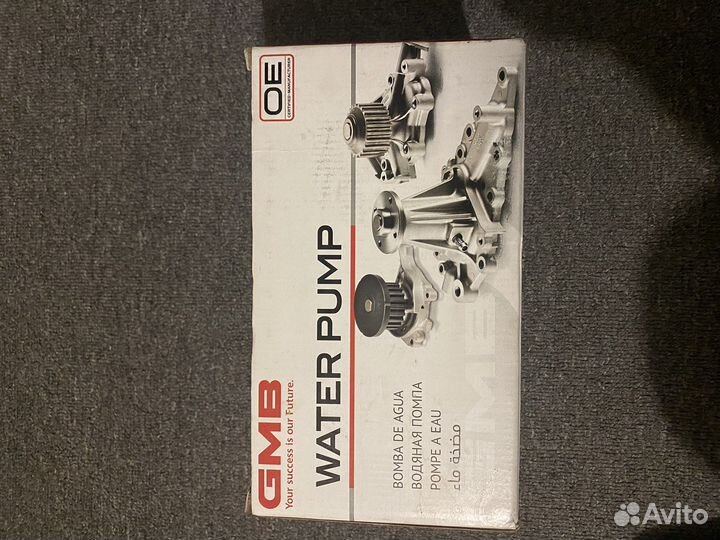 GMB
Your success is our Future.
OE
CERTIFIED MANUFACTURER
WATER PUMP
BOMBA DE AGUA
ВОДЯНАЯ ПОМПА
POMPE A EAU
مضخة ماء
GMB
Avito